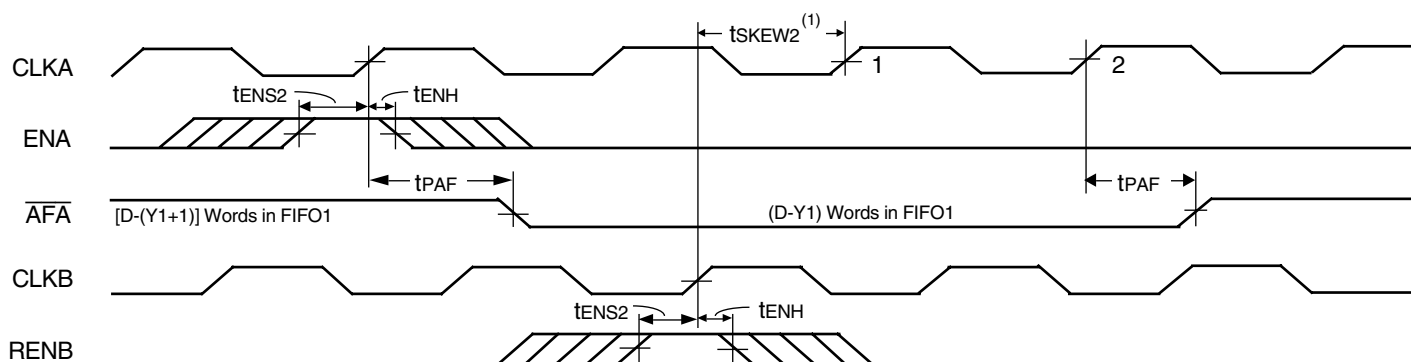 tSKEW2 (1)
CLKA 1 2
tENS2 tENH
ENA
tPAF tPAF
AFA [D-(Y1+1)] Words in FIFO1 (D-Y1) Words in FIFO1
CLKB
tENS2 tENH
RENB